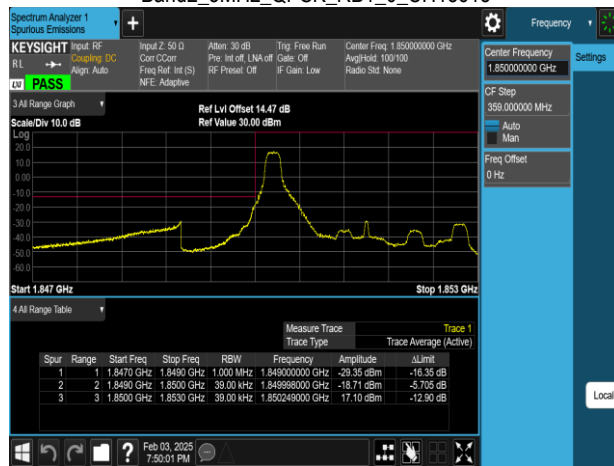 Spectrum Analyzer 1
Spurious Emissions
Frequency
KEYSIGHT Input: RF Input Z: 50 Ω Atten: 30 dB Trig: Free Run Center Freq: 1.850000000 GHz
RL Coupling: DC Corr CCorr Pre: Int off, LNA off Gate: Off Avg|Hold: 100/100
Align: Auto Freq Ref: Int (S) RF Preset: Off IF Gain: Low Radio Std: None
NFE: Adaptive
LXI PASS
Center Frequency
1.850000000 GHz
Settings
CF Step
359.000000 MHz
Auto
Man
Freq Offset
0 Hz
3 All Range Graph
Ref Lvl Offset 14.47 dB
Scale/Div 10.0 dB Ref Value 30.00 dBm
Log
20.0
10.0
0.00
-10.0
-20.0
-30.0
-40.0
-50.0
-60.0
Start 1.847 GHz Stop 1.853 GHz
4 All Range Table
Measure Trace Trace 1
Trace Type Trace Average (Active)
Spur Range Start Freq Stop Freq RBW Frequency Amplitude ΔLimit
1 1 1.8470 GHz 1.8490 GHz 1.000 MHz 1.849000000 GHz -29.35 dBm -16.35 dB
2 2 1.8490 GHz 1.8500 GHz 39.00 kHz 1.849998000 GHz -18.71 dBm -5.705 dB
3 3 1.8500 GHz 1.8530 GHz 39.00 kHz 1.850249000 GHz 17.10 dBm -12.90 dB
Local
Feb 03, 2025
7:50:01 PM